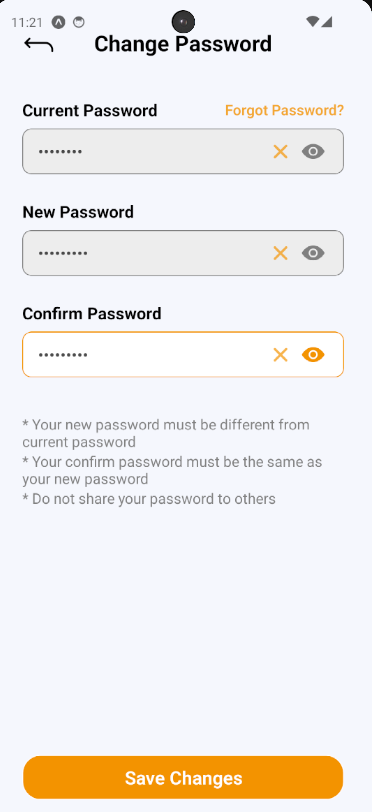 11:21
Change Password
Current Password
Forgot Password?
••••••••
New Password
•••••••••
Confirm Password
•••••••••
* Your new password must be different from
current password
* Your confirm password must be the same as
your new password
* Do not share your password to others
Save Changes